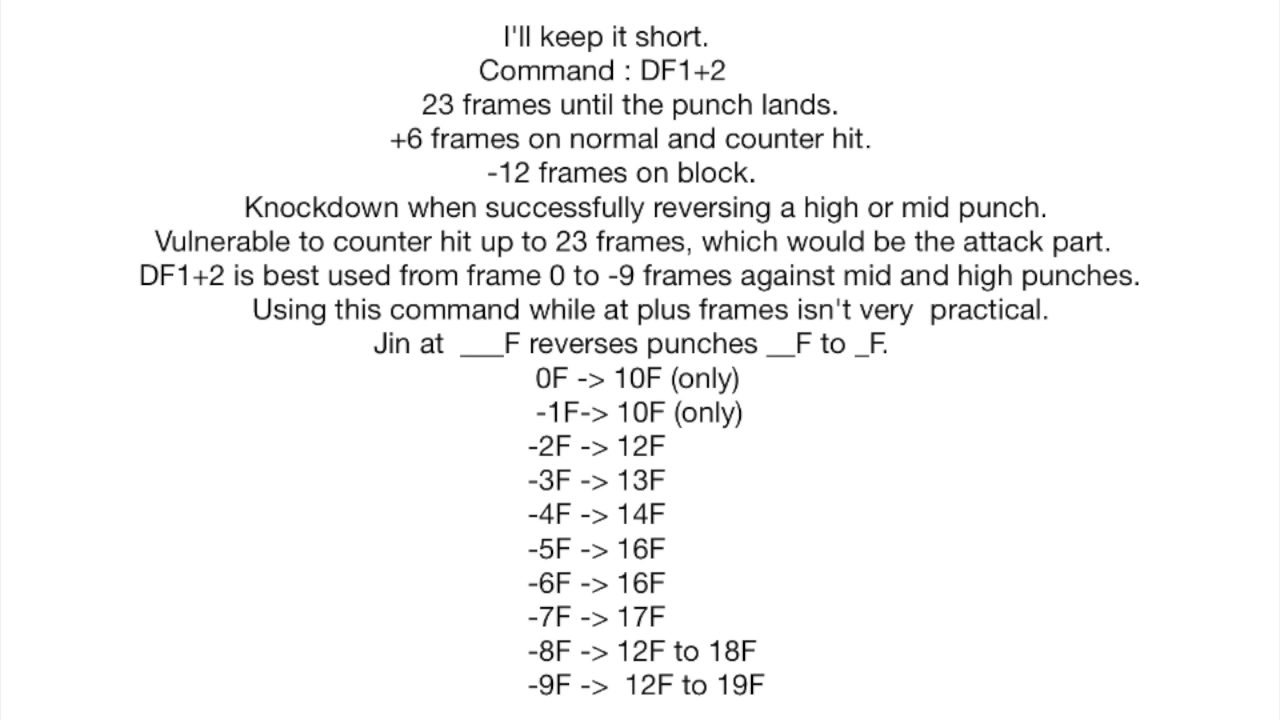 I'll keep it short.
Command : DF1+2
23 frames until the punch lands.
+6 frames on normal and counter hit.
-12 frames on block.
Knockdown when successfully reversing a high or mid punch.
Vulnerable to counter hit up to 23 frames, which would be the attack part.
DF1+2 is best used from frame 0 to -9 frames against mid and high punches.
Using this command while at plus frames isn't very  practical.
Jin at  ___F reverses punches __F to _F.
0F -> 10F (only)
-1F-> 10F (only)
-2F -> 12F
-3F -> 13F
-4F -> 14F
-5F -> 16F
-6F -> 16F
-7F -> 17F
-8F -> 12F to 18F
-9F ->  12F to 19F